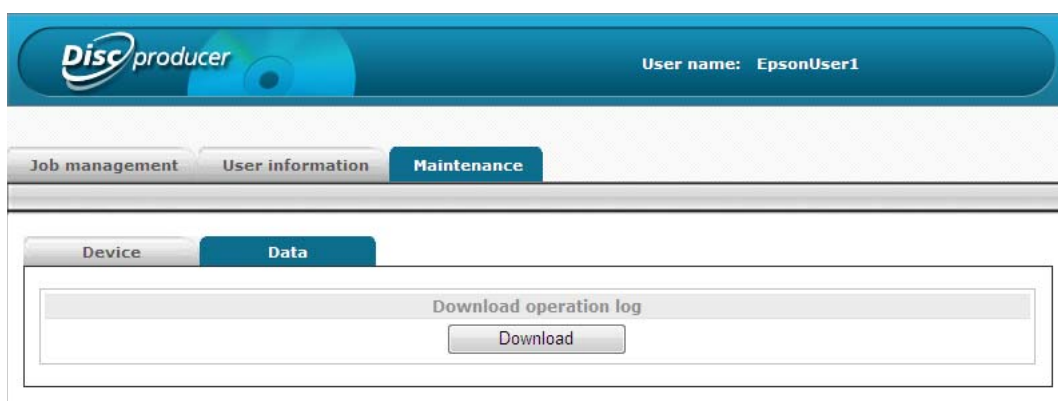 Disc producer
User name: EpsonUser1
Job management User information Maintenance
Device Data
Download operation log
Download